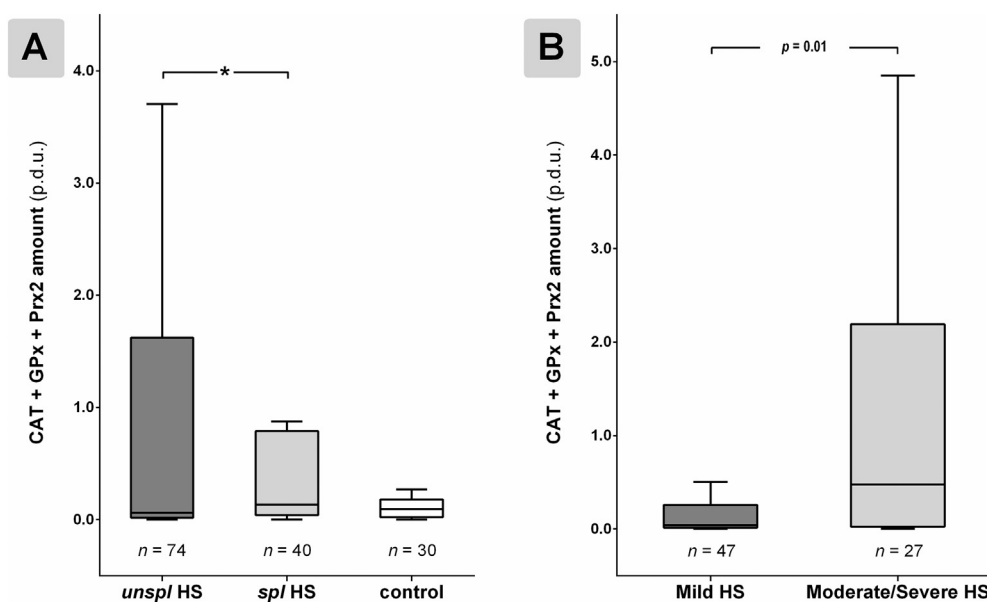 A
CAT + GPx + Prx2 amount (p.d.u.)
4.0
3.0
2.0
1.0
0.0
*
n = 74
n = 40
n = 30
unspl HS
spl HS
control
B
CAT + GPx + Prx2 amount (p.d.u.)
5.0
4.0
3.0
2.0
1.0
0.0
p = 0.01
n = 47
n = 27
Mild HS
Moderate/Severe HS